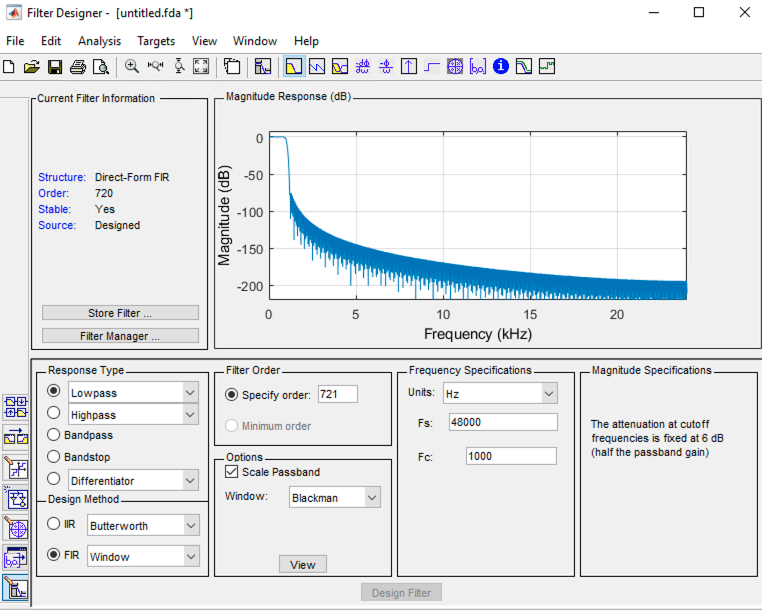 Filter Designer - [untitled.fda *]
File Edit Analysis Targets View Window Help
Current Filter Information
Structure: Direct-Form FIR
Order: 720
Stable: Yes
Source: Designed
Store Filter ...
Filter Manager ...
Magnitude Response (dB)
0
-50
-100
-150
-200
Magnitude (dB)
0 5 10 15 20
Frequency (kHz)
Response Type
Lowpass
Highpass
Bandpass
Bandstop
Differentiator
Design Method
IIR Butterworth
FIR Window
Filter Order
Specify order: 721
Minimum order
Options
Scale Passband
Window: Blackman
View
Frequency Specifications
Units: Hz
Fs: 48000
Fc: 1000
Magnitude Specifications
The attenuation at cutoff
frequencies is fixed at 6 dB
(half the passband gain)
Design Filter